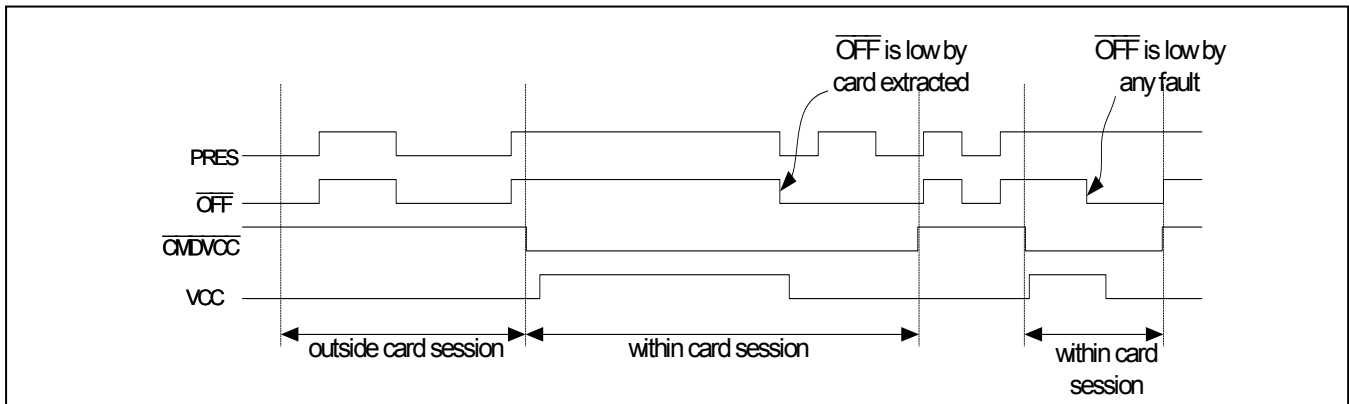 OFF is low by
card extracted
OFF is low by
any fault
PRES
OFF
CMDVCC
VCC
outside card session
within card session
within card
session